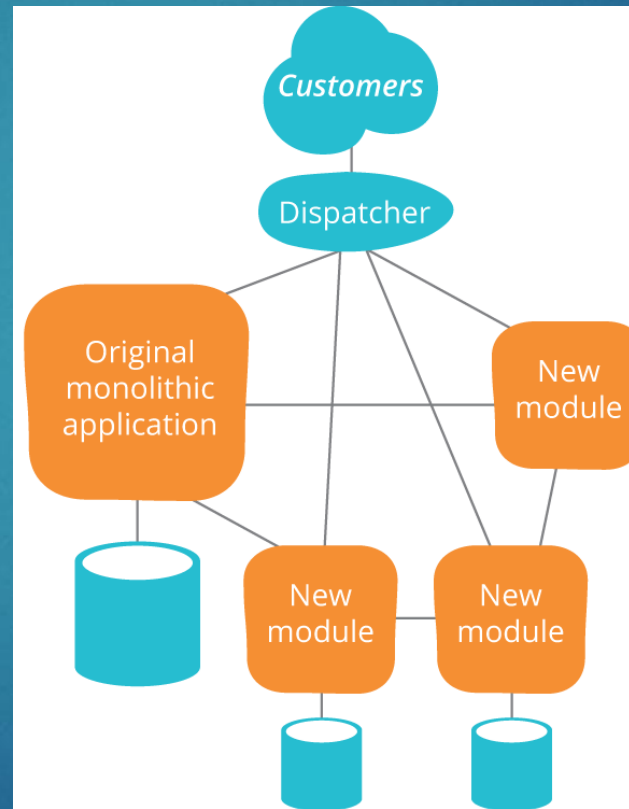 Customers
Dispatcher
Original
monolithic
application
New
module
New
module
New
module